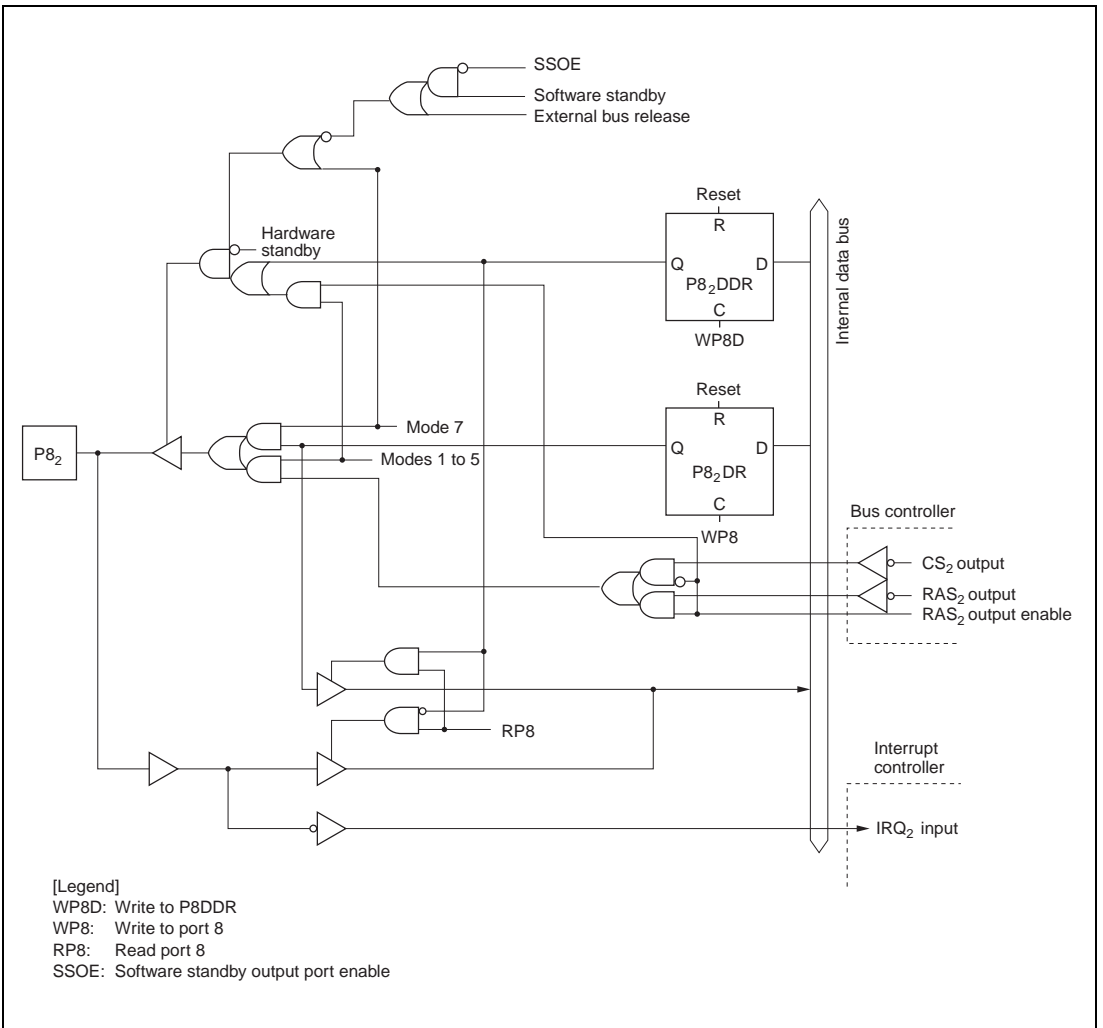 SSOE
Software standby
External bus release
Hardware
standby
Reset
R
Q
D
P8₂DDR
C
WP8D
Internal data bus
Reset
R
Q
D
P8₂DR
C
WP8
Mode 7
Modes 1 to 5
P8₂
Bus controller
CS₂ output
RAS₂ output
RAS₂ output enable
RP8
Interrupt
controller
IRQ₂ input
[Legend]
WP8D: Write to P8DDR
WP8: Write to port 8
RP8: Read port 8
SSOE: Software standby output port enable